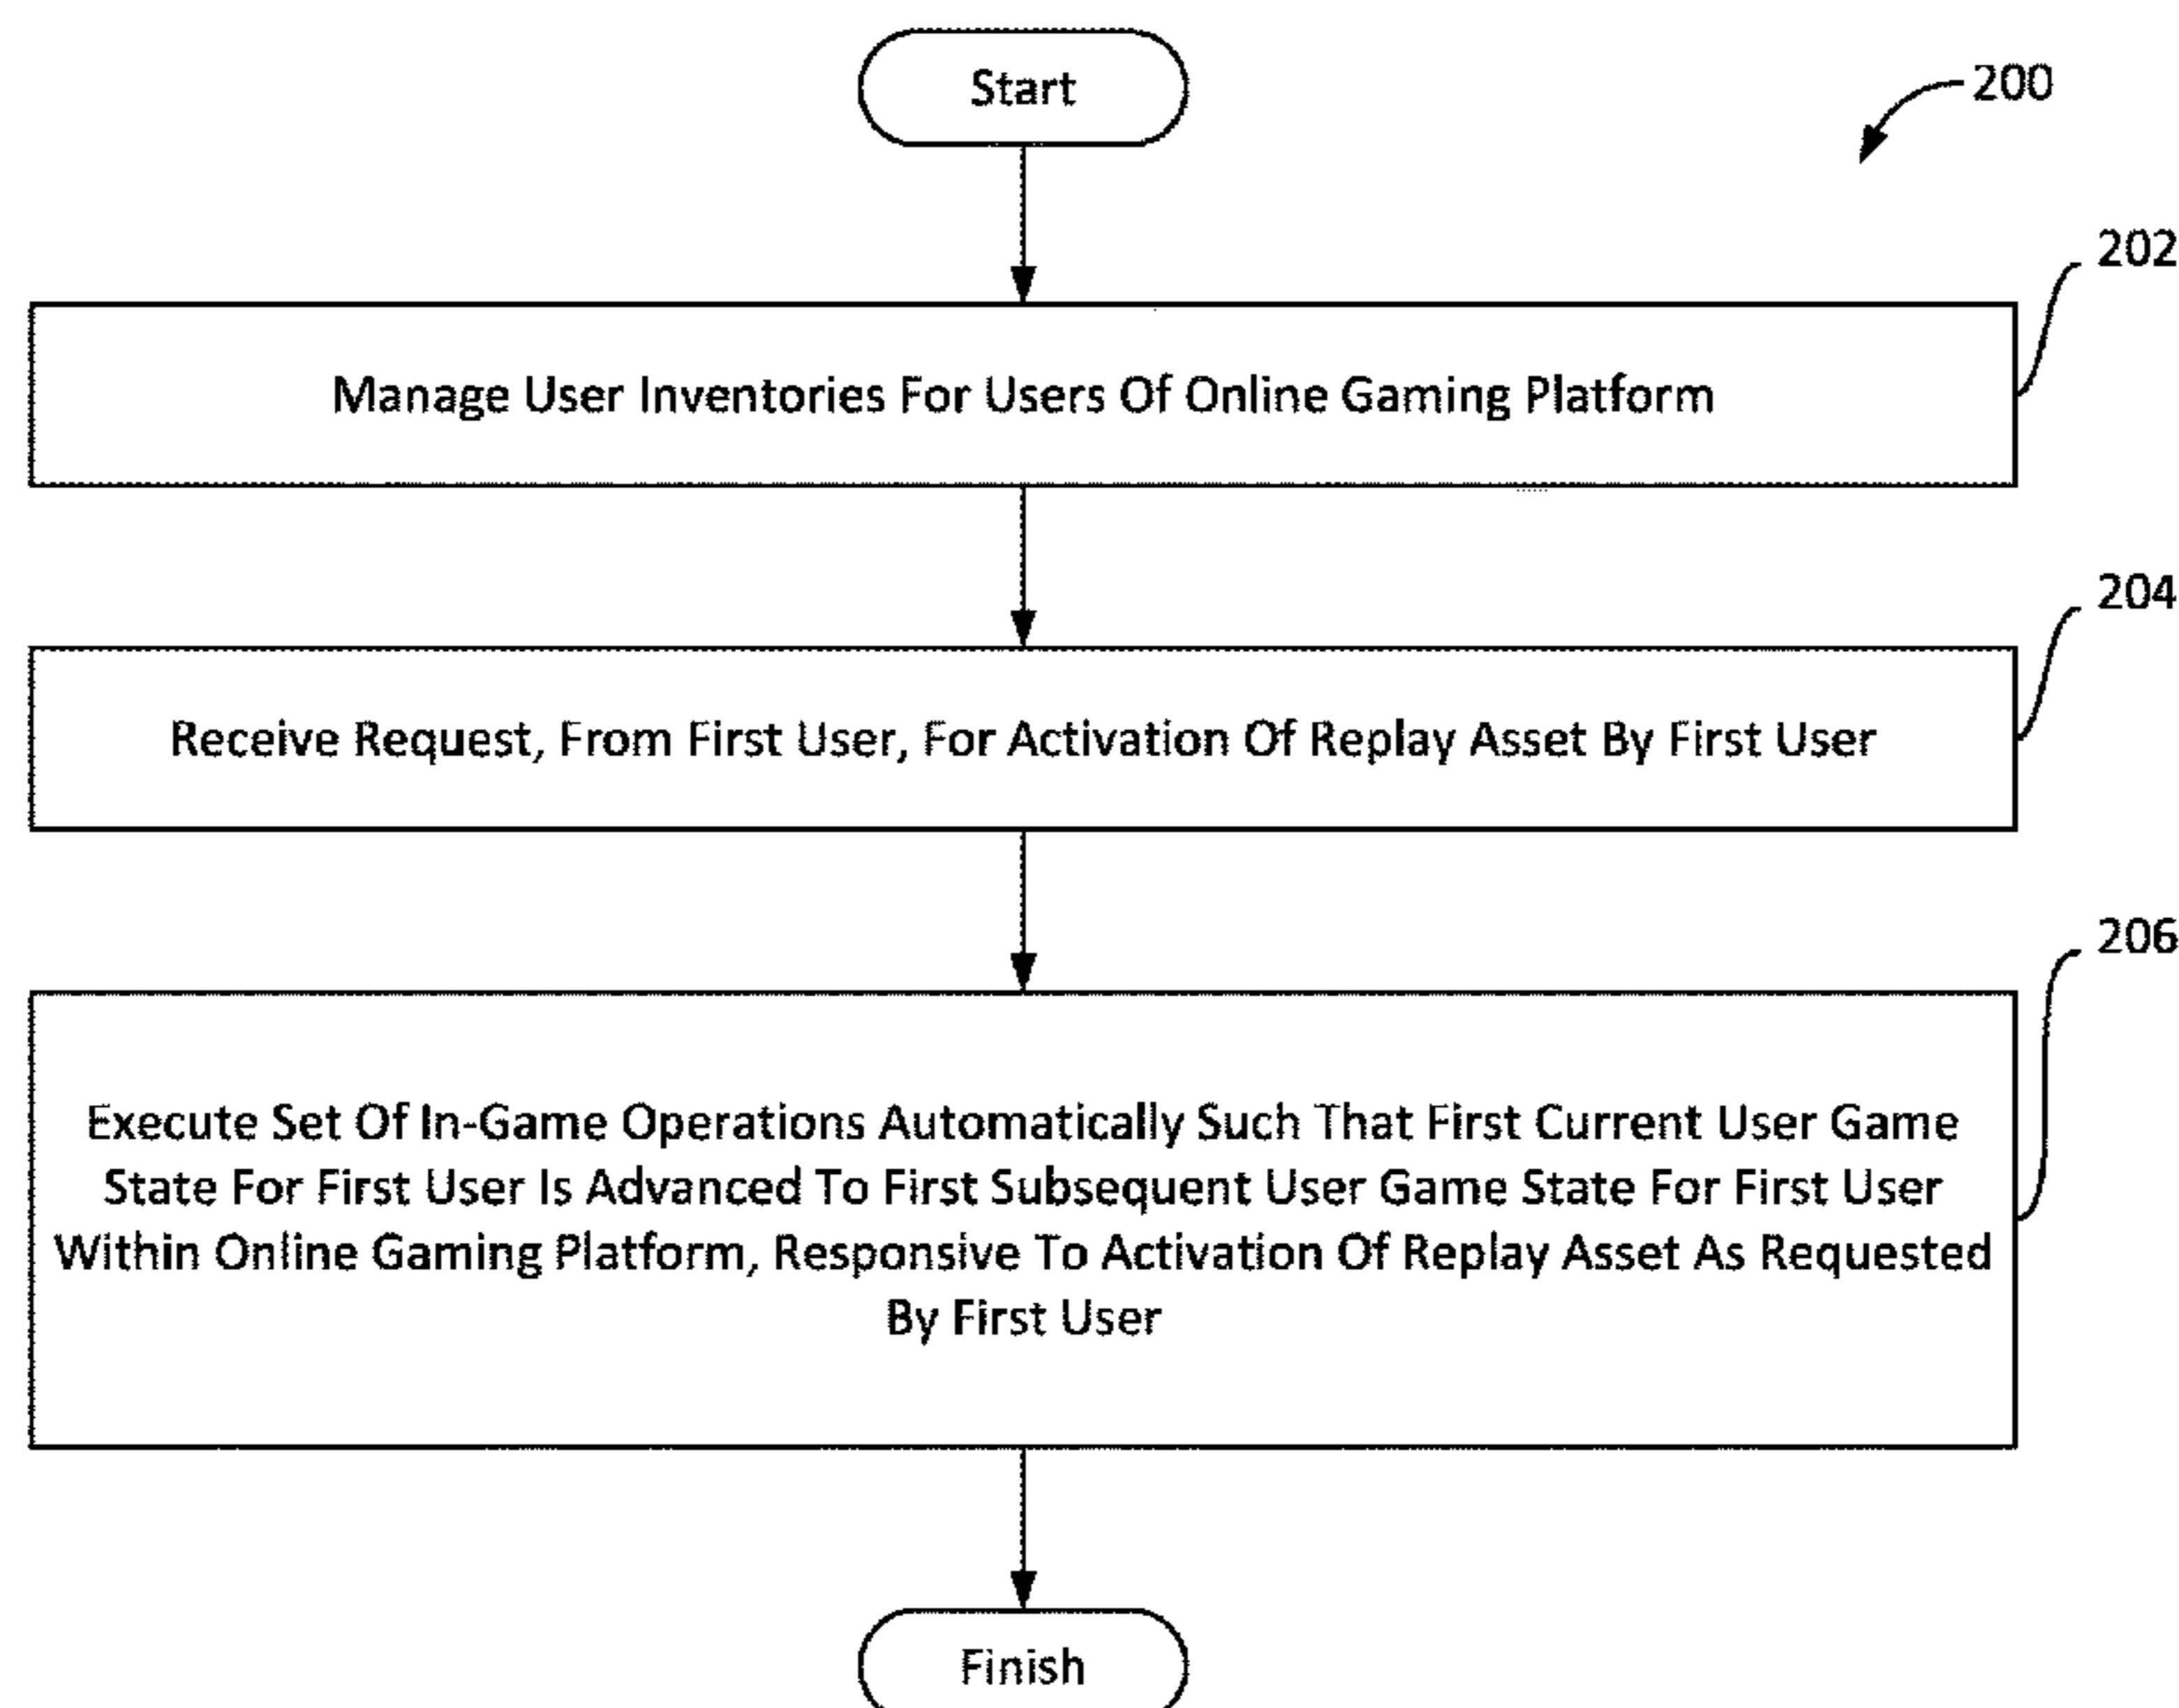 Start
200
202
Manage User Inventories For Users Of Online Gaming Platform
204
Receive Request, From First User, For Activation Of Replay Asset By First User
206
Execute Set Of In-Game Operations Automatically Such That First Current User Game
State For First User Is Advanced To First Subsequent User Game State For First User
Within Online Gaming Platform, Responsive To Activation Of Replay Asset As Requested
By First User
Finish